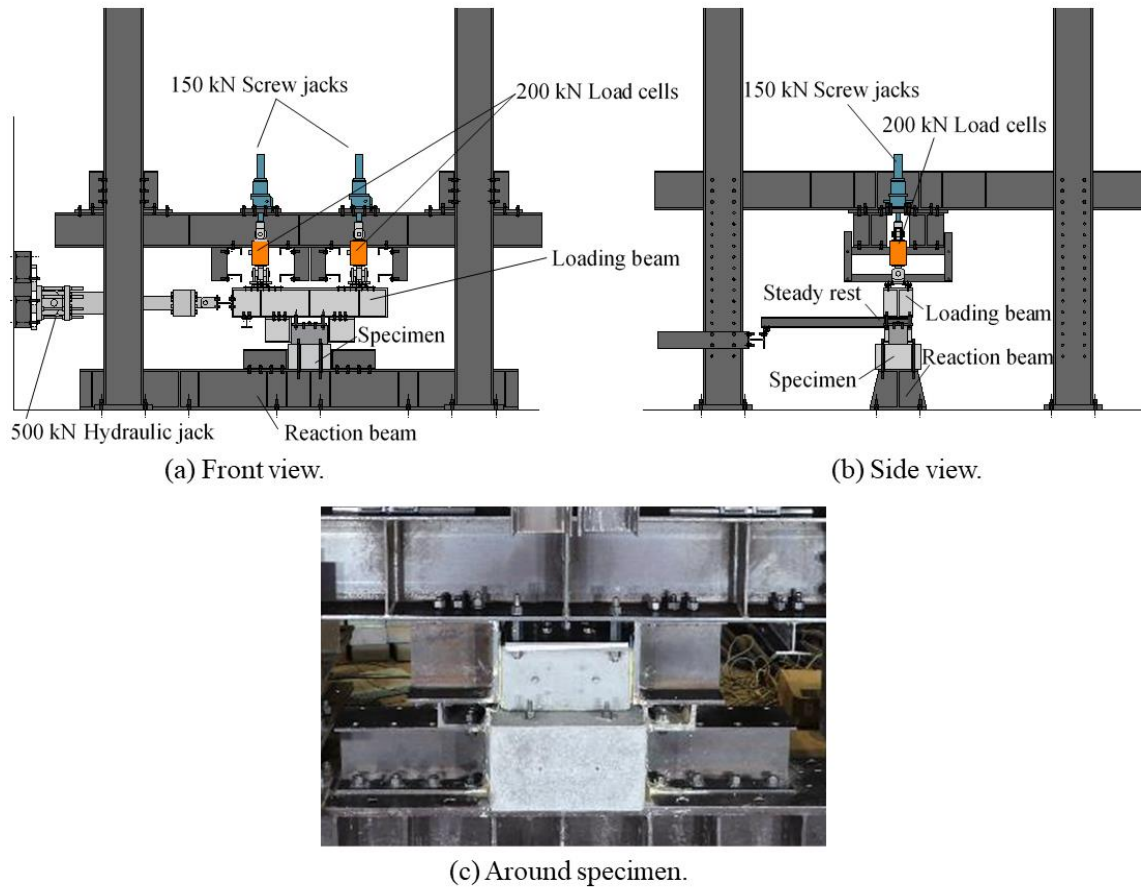 150 kN Screw jacks
200 kN Load cells
Loading beam
Specimen
500 kN Hydraulic jack
Reaction beam
(a) Front view.
150 kN Screw jacks
200 kN Load cells
Steady rest
Loading beam
Reaction beam
Specimen
(b) Side view.
(c) Around specimen.